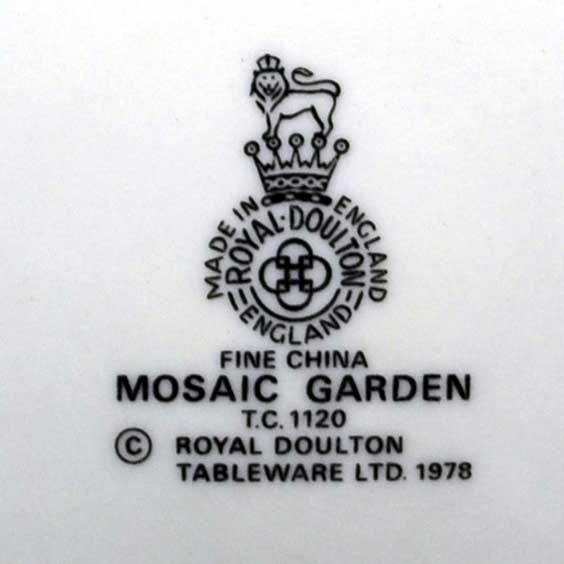 MADE IN ENGLAND
ROYAL·DOULTON
ENGLAND
FINE CHINA
MOSAIC GARDEN
T.C. 1120
© ROYAL DOULTON
TABLEWARE LTD. 1978